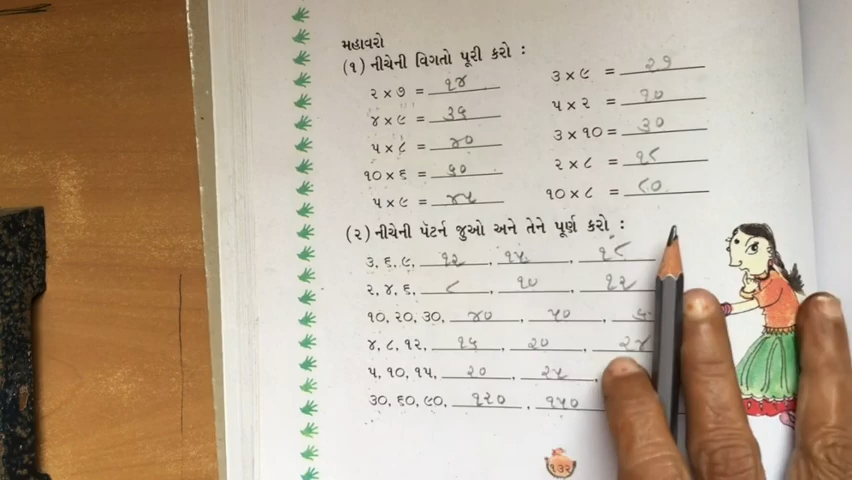 મહાવરો
(૧) નીચેની વિગતો પૂરી કરો :
૨ × ૭ = ૧૪
૩ × ૯ = ૨૭
૪ × ૯ = ૩૬
૫ × ૨ = ૧૦
૫ × ૮ = ૪૦
૩ × ૧૦ = ૩૦
૧૦ × ૬ = ૬૦
૨ × ૮ = ૧૬
૫ × ૯ = ૪૫
૧૦ × ૮ = ૮૦
(૨) નીચેની પૅટર્ન જુઓ અને તેને પૂર્ણ કરો :
૩, ૬, ૯, ૧૨, ૧૫, ૧૮
૨, ૪, ૬, ૮, ૧૦, ૧૨
૧૦, ૨૦, ૩૦, ૪૦, ૫૦,
૪, ૮, ૧૨, ૧૬, ૨૦, ૨૪
૫, ૧૦, ૧૫, ૨૦, ૨૫,
૩૦, ૬૦, ૯૦, ૧૨૦, ૧૫૦
૧૩૨